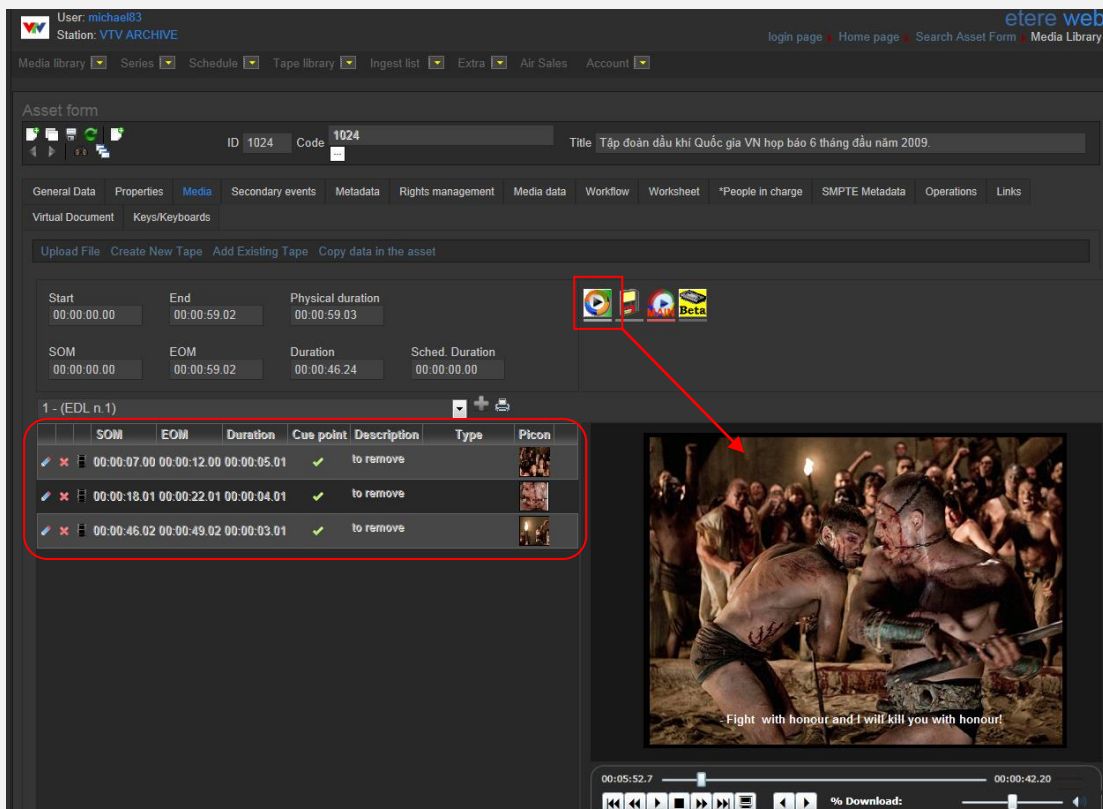 VTV
User: michael83
Station: VTV ARCHIVE
etere web
login page Home page Search Asset Form Media Library
Media library Series Schedule Tape library Ingest list Extra Air Sales Account
Asset form
ID 1024 Code 1024 Title Tập đoàn dầu khí Quốc gia VN họp báo 6 tháng đầu năm 2009.
...
General Data Properties Media Secondary events Metadata Rights management Media data Workflow Worksheet *People in charge SMPTE Metadata Operations Links
Virtual Document Keys/Keyboards
Upload File Create New Tape Add Existing Tape Copy data in the asset
Start End Physical duration
00:00:00.00 00:00:59.02 00:00:59.03
MAIN Beta
SOM EOM Duration Sched. Duration
00:00:00.00 00:00:59.02 00:00:46.24 00:00:00.00
1 - (EDL n.1)
SOM EOM Duration Cue point Description Type Picon
00:00:07.00 00:00:12.00 00:00:05.01 to remove
00:00:18.01 00:00:22.01 00:00:04.01 to remove
00:00:46.02 00:00:49.02 00:00:03.01 to remove
- Fight with honour and I will kill you with honour!
00:05:52.7 00:00:42.20
% Download: